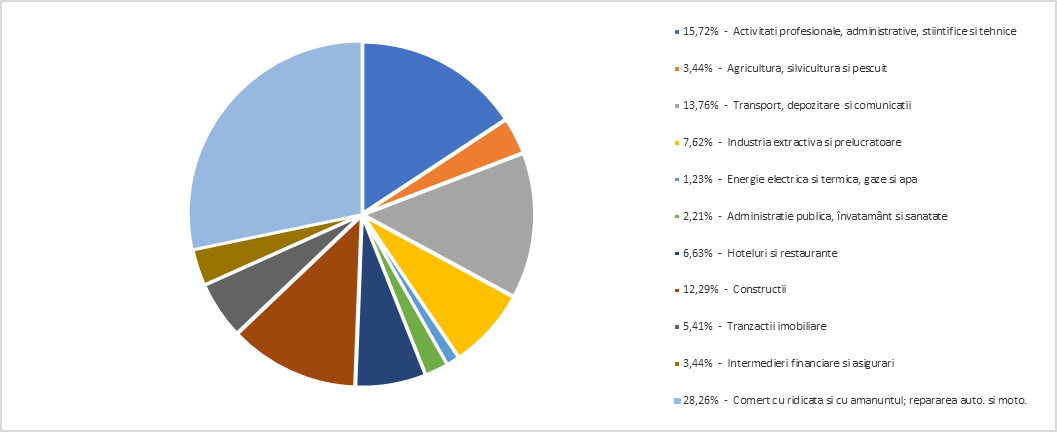 15,72% - Activitati profesionale, administrative, stiintifice si tehnice
3,44% - Agricultura, silvicultura si pescuit
13,76% - Transport, depozitare si comunicatii
7,62% - Industria extractiva si prelucratoare
1,23% - Energie electrica si termica, gaze si apa
2,21% - Administratie publica, învatamânt si sanatate
6,63% - Hoteluri si restaurante
12,29% - Constructii
5,41% - Tranzactii imobiliare
3,44% - Intermedieri financiare si asigurari
28,26% - Comert cu ridicata si cu amanuntul; repararea auto. si moto.